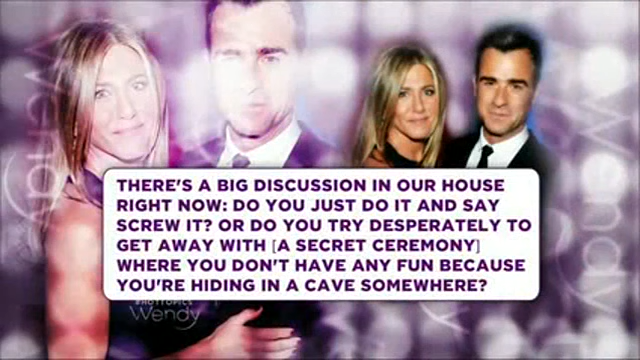 Wendy
Wendy
THERE'S A BIG DISCUSSION IN OUR HOUSE
RIGHT NOW: DO YOU JUST DO IT AND SAY
SCREW IT? OR DO YOU TRY DESPERATELY TO
GET AWAY WITH [A SECRET CEREMONY]
WHERE YOU DON'T HAVE ANY FUN BECAUSE
YOU'RE HIDING IN A CAVE SOMEWHERE?
#HOTTOPICS
Wendy